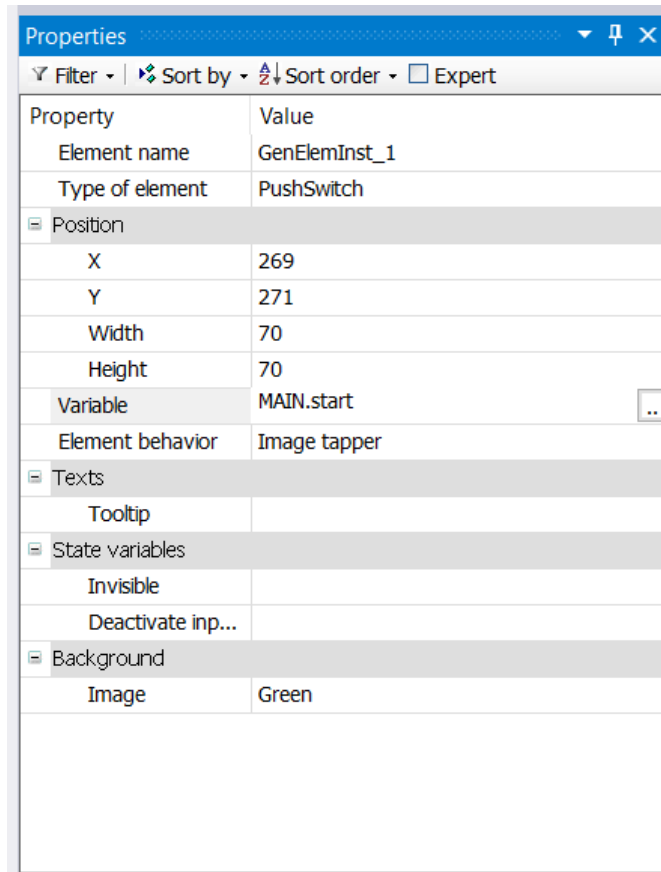 Properties
Filter Sort by Sort order Expert
Property Value
Element name GenElemInst_1
Type of element PushSwitch
Position
X 269
Y 271
Width 70
Height 70
Variable MAIN.start ..
Element behavior Image tapper
Texts
Tooltip
State variables
Invisible
Deactivate inp...
Background
Image Green